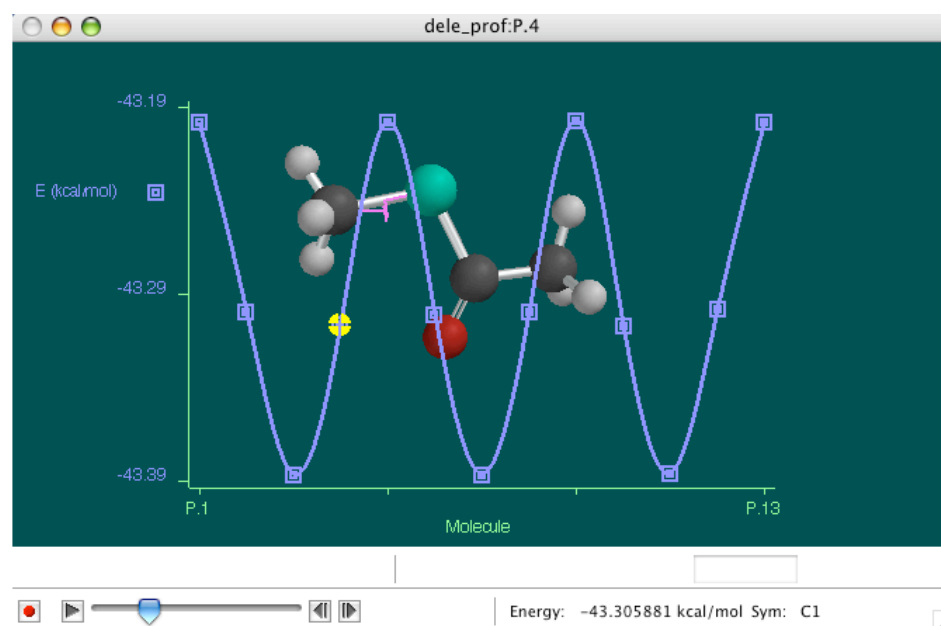 dele_prof:P.4
-43.19
E (kcal/mol)
-43.29
-43.39
P.1
P.13
Molecule
Energy: -43.305881 kcal/mol Sym: C1